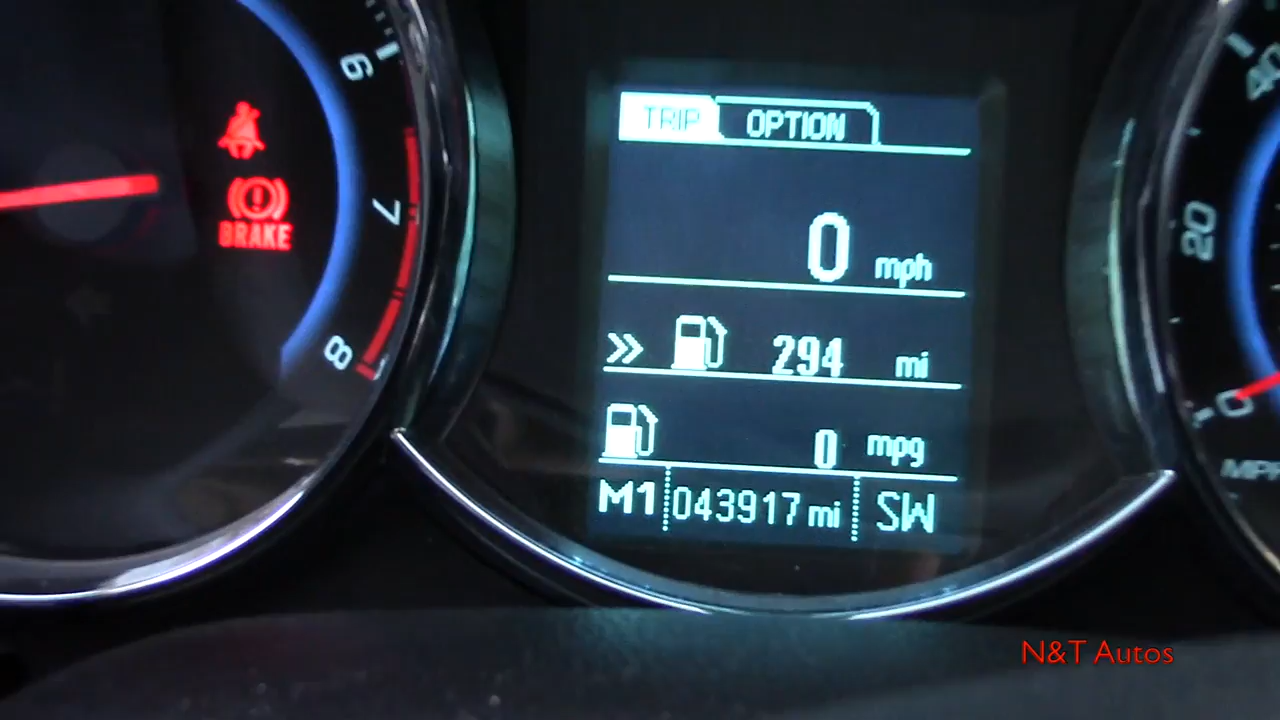 6
7
8
BRAKE
TRIP OPTION
0 mph
294 mi
0 mpg
M1 043917 mi SW
40
20
0
MPH
N&T Autos